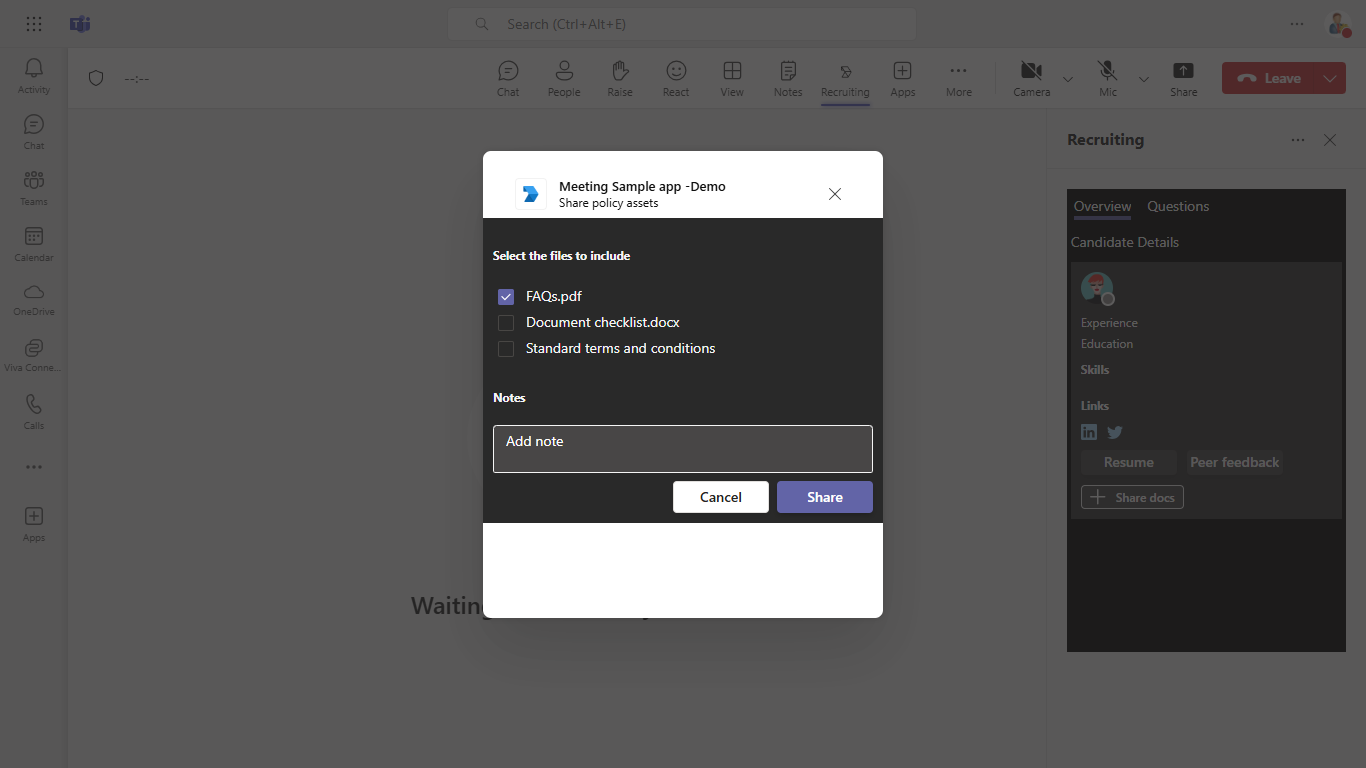 Search (Ctrl+Alt+E)
Activity
Chat
Teams
Calendar
OneDrive
Viva Conne...
Calls
Apps
--:--
Chat
People
Raise
React
View
Notes
Recruiting
Apps
More
Camera
Mic
Share
Leave
Waiting
Meeting Sample app -Demo
Share policy assets
Select the files to include
FAQs.pdf
Document checklist.docx
Standard terms and conditions
Notes
Add note
Cancel
Share
Recruiting
Overview
Questions
Candidate Details
Experience
Education
Skills
Links
Resume
Peer feedback
Share docs